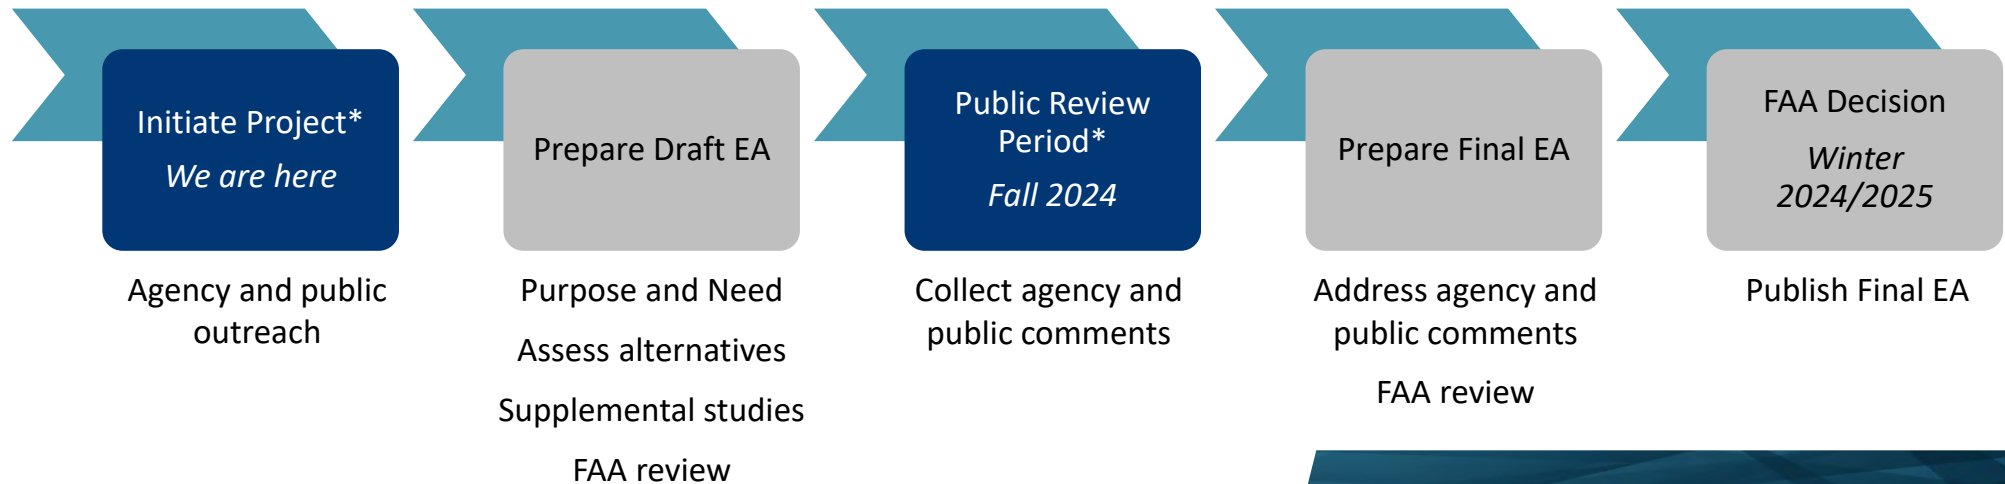 Initiate Project*
We are here
Agency and public
outreach
Prepare Draft EA
Purpose and Need
Assess alternatives
Supplemental studies
FAA review
Public Review
Period*
Fall 2024
Collect agency and
public comments
Prepare Final EA
Address agency and
public comments
FAA review
FAA Decision
Winter
2024/2025
Publish Final EA